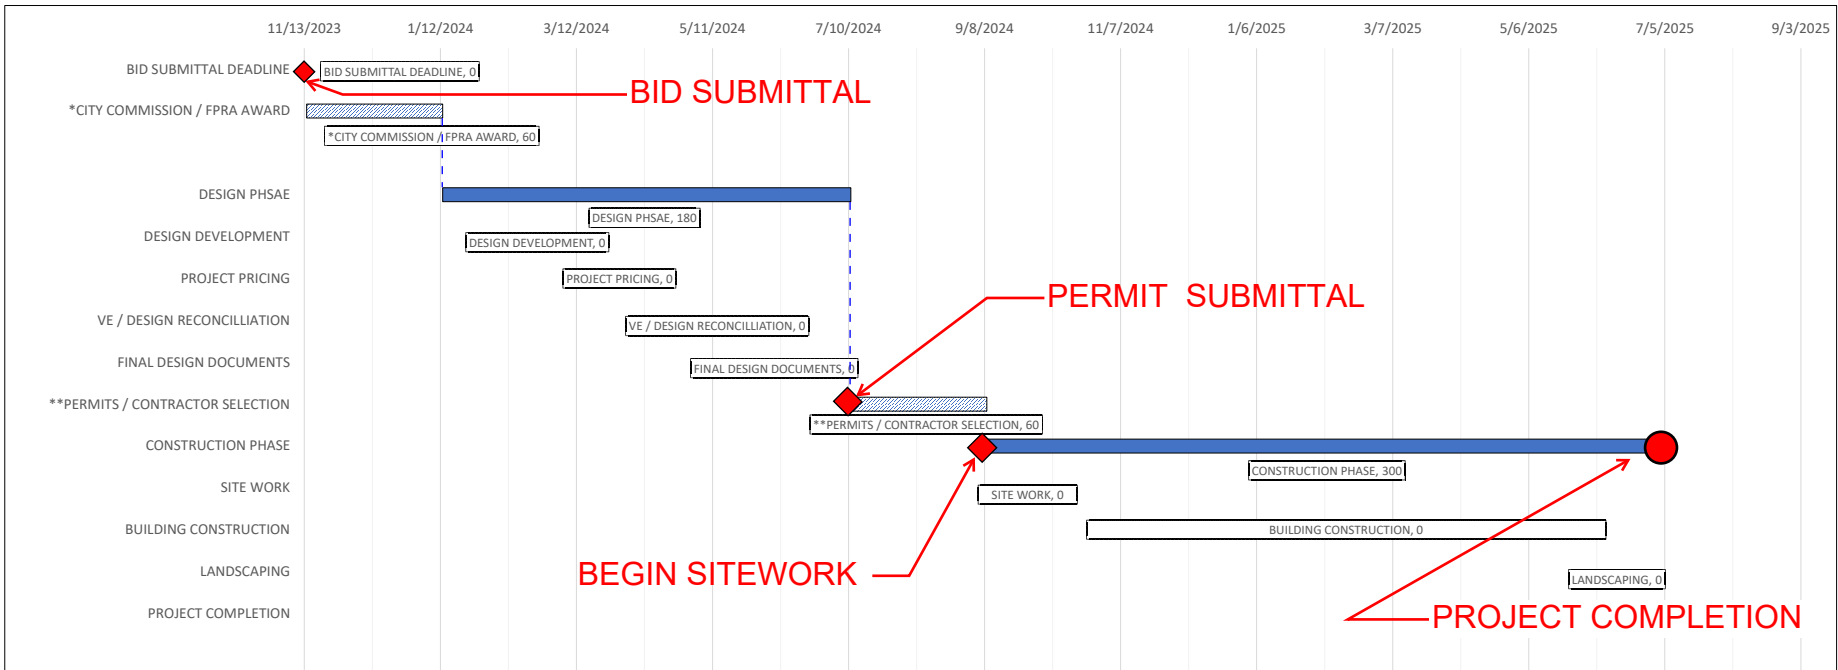 11/13/2023 1/12/2024 3/12/2024 5/11/2024 7/10/2024 9/8/2024 11/7/2024 1/6/2025 3/7/2025 5/6/2025 7/5/2025 9/3/2025
BID SUBMITTAL DEADLINE
BID SUBMITTAL DEADLINE, 0
BID SUBMITTAL
*CITY COMMISSION / FPRA AWARD
*CITY COMMISSION / FPRA AWARD, 60
DESIGN PHSAE
DESIGN PHSAE, 180
DESIGN DEVELOPMENT
DESIGN DEVELOPMENT, 0
PROJECT PRICING
PROJECT PRICING, 0
PERMIT SUBMITTAL
VE / DESIGN RECONCILLIATION
VE / DESIGN RECONCILLIATION, 0
FINAL DESIGN DOCUMENTS
FINAL DESIGN DOCUMENTS, 0
**PERMITS / CONTRACTOR SELECTION
**PERMITS / CONTRACTOR SELECTION, 60
CONSTRUCTION PHASE
CONSTRUCTION PHASE, 300
SITE WORK
SITE WORK, 0
BUILDING CONSTRUCTION
BUILDING CONSTRUCTION, 0
BEGIN SITEWORK
LANDSCAPING
LANDSCAPING, 0
PROJECT COMPLETION
PROJECT COMPLETION